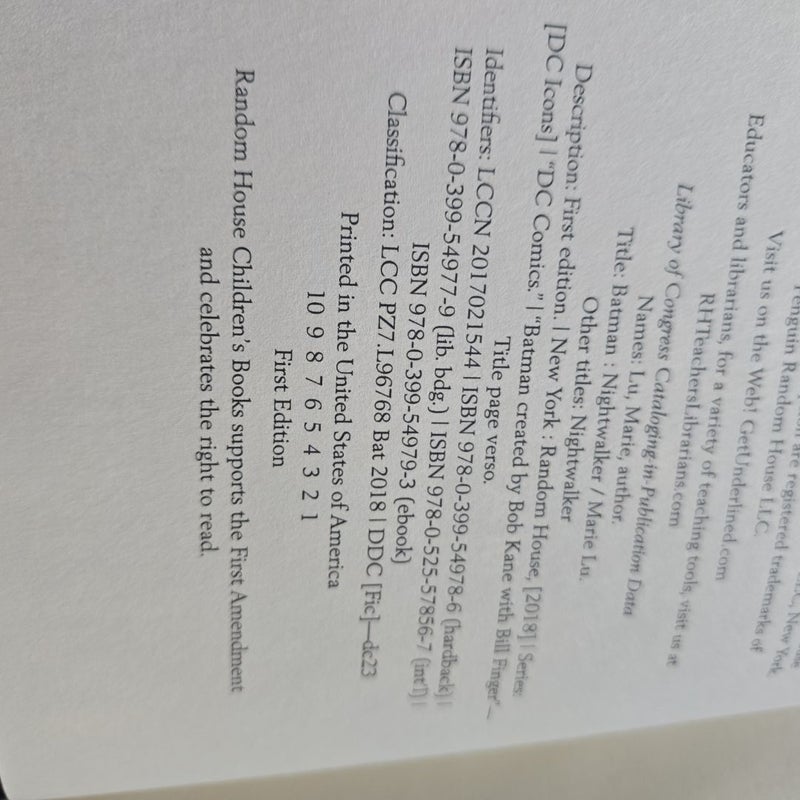 Penguin Random
are registered trademarks of
Penguin Random House LLC.
Visit us on the Web! GetUnderlined.com
Educators and librarians, for a variety of teaching tools, visit us at
RHTeachersLibrarians.com
Library of Congress Cataloging in Publication Data
Names: Lu, Marie, author.
Title: Batman : Nightwalker / Marie Lu.
Other titles: Nightwalker
Description: First edition. | New York : Random House, [2018] | Series:
[DC Icons] | “DC Comics.” | “Batman created by Bob Kane with Bill Finger”—
Title page verso.
Identifiers: LCCN 2017021544 | ISBN 978-0-399-54978-6 (hardback) |
ISBN 978-0-399-54977-9 (lib. bdg.) | ISBN 978-0-525-57856-7 (int'l) |
ISBN 978-0-399-54979-3 (ebook)
Classification: LCC PZ7.L96768 Bat 2018 | DDC [Fic]—dc23
Printed in the United States of America
10 9 8 7 6 5 4 3 2 1
First Edition
Random House Children's Books supports the First Amendment
and celebrates the right to read.